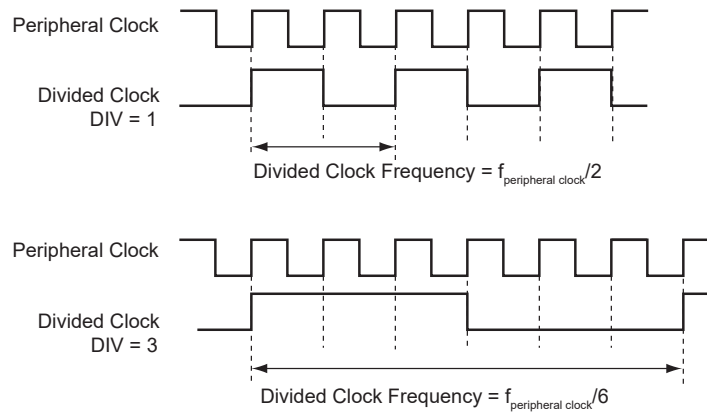 Peripheral Clock
Divided Clock
DIV = 1
Divided Clock Frequency = fperipheral clock/2
Peripheral Clock
Divided Clock
DIV = 3
Divided Clock Frequency = fperipheral clock/6